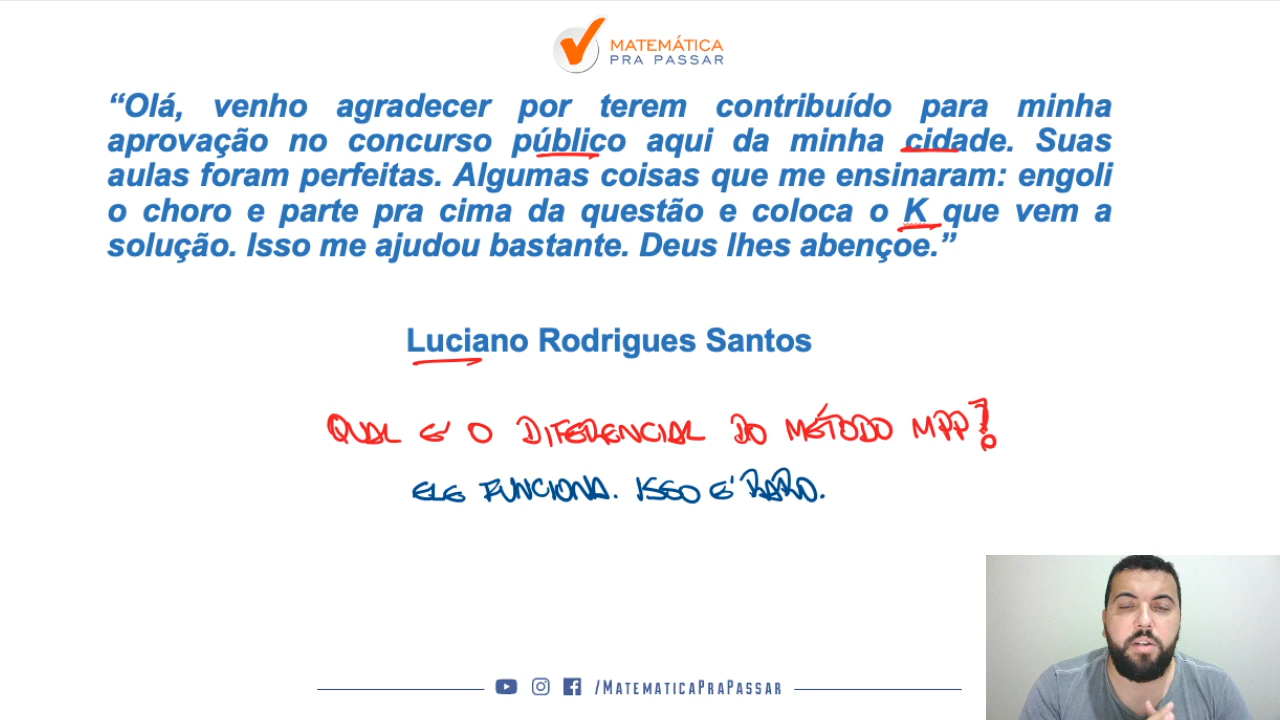 MATEMÁTICA
PRA PASSAR
“Olá, venho agradecer por terem contribuído para minha
aprovação no concurso público aqui da minha cidade. Suas
aulas foram perfeitas. Algumas coisas que me ensinaram: engoli
o choro e parte pra cima da questão e coloca o K que vem a
solução. Isso me ajudou bastante. Deus lhes abençoe.”
Luciano Rodrigues Santos
QUAL É O DIFERENCIAL DO MÉTODO MPP?
ELE FUNCIONA. ISSO É RARO.
/MATEMATICAPRAPASSAR